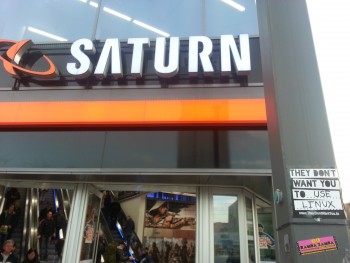 SATURN
THEY DON'T
WANT YOU
TO USE
LINUX